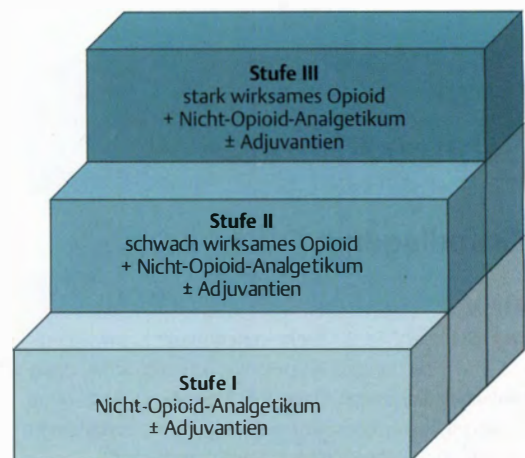 Stufe III
stark wirksames Opioid
+ Nicht-Opioid-Analgetikum
± Adjuvantien
Stufe II
schwach wirksames Opioid
+ Nicht-Opioid-Analgetikum
± Adjuvantien
Stufe I
Nicht-Opioid-Analgetikum
± Adjuvantien